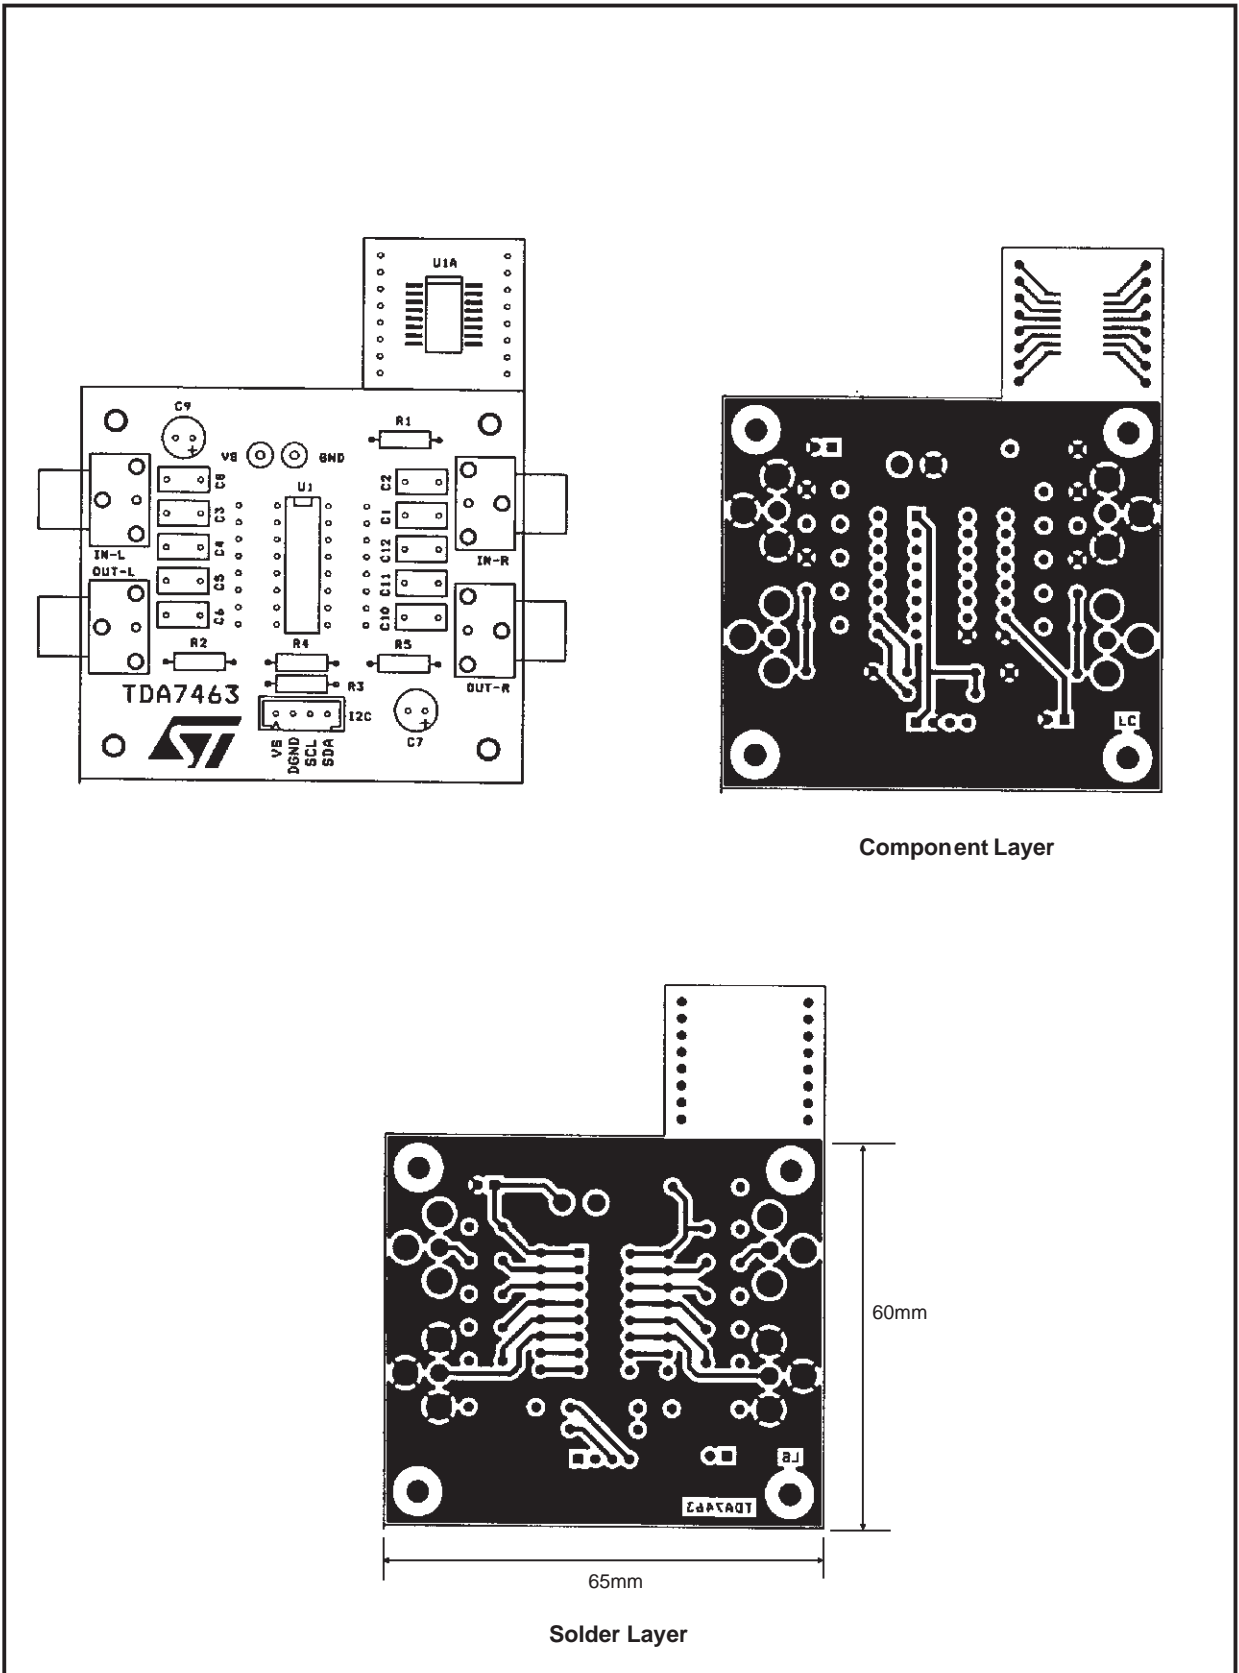 U1A
C9
R1
VS
GND
C8
U1
C2
C3
C1
C4
C12
IN-L
IN-R
OUT-L
C5
C11
C6
C10
R2
R4
R5
R3
OUT-R
TDA7463
I2C
C7
ST
VS
DGND
SCL
SDA
LC
Component Layer
60mm
LS
TDA7463
65mm
Solder Layer